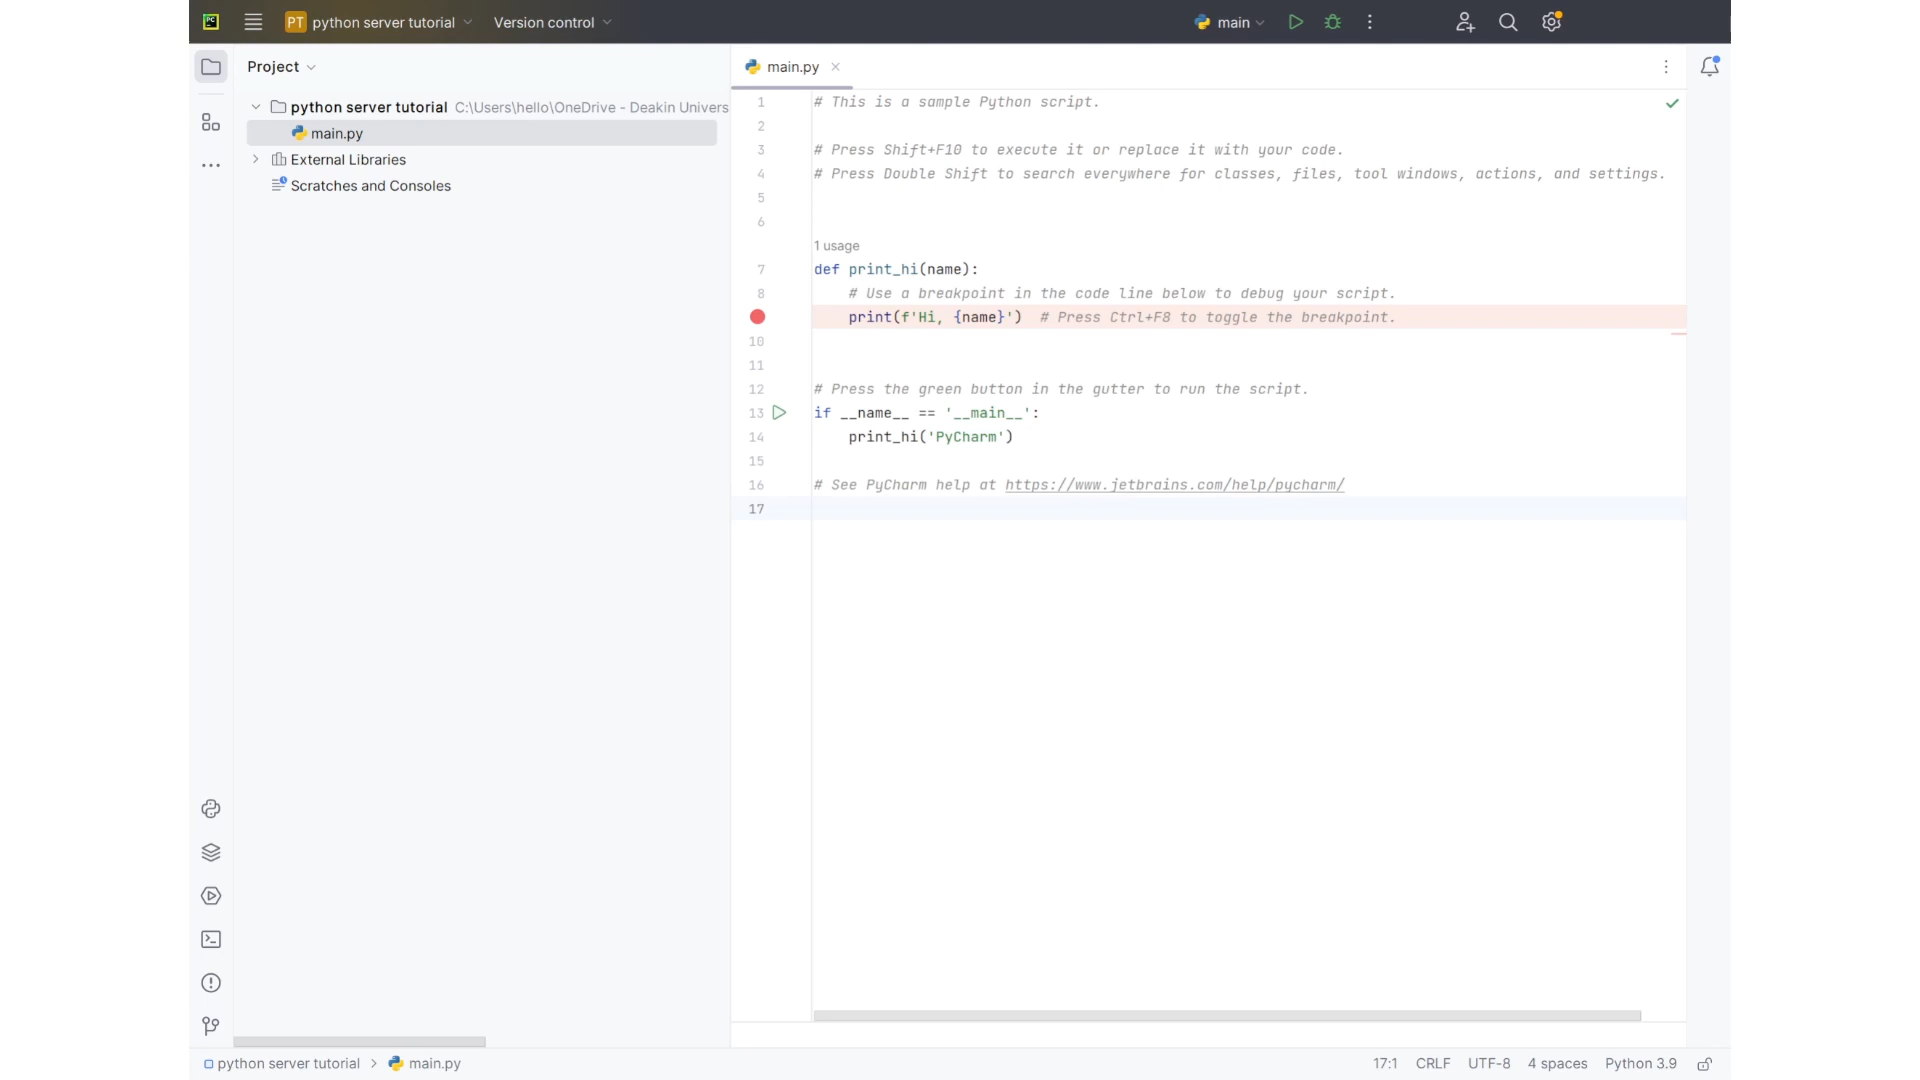 PC
PT python server tutorial Version control main
Project
main.py
python server tutorial C:\Users\hello\OneDrive - Deakin Univers
main.py
External Libraries
Scratches and Consoles
1 # This is a sample Python script.
2
3 # Press Shift+F10 to execute it or replace it with your code.
4 # Press Double Shift to search everywhere for classes, files, tool windows, actions, and settings.
5
6
1 usage
7 def print_hi(name):
8     # Use a breakpoint in the code line below to debug your script.
    print(f'Hi, {name}')  # Press Ctrl+F8 to toggle the breakpoint.
10
11
12 # Press the green button in the gutter to run the script.
13 if __name__ == '__main__':
14     print_hi('PyCharm')
15
16 # See PyCharm help at https://www.jetbrains.com/help/pycharm/
17
python server tutorial > main.py
17:1 CRLF UTF-8 4 spaces Python 3.9